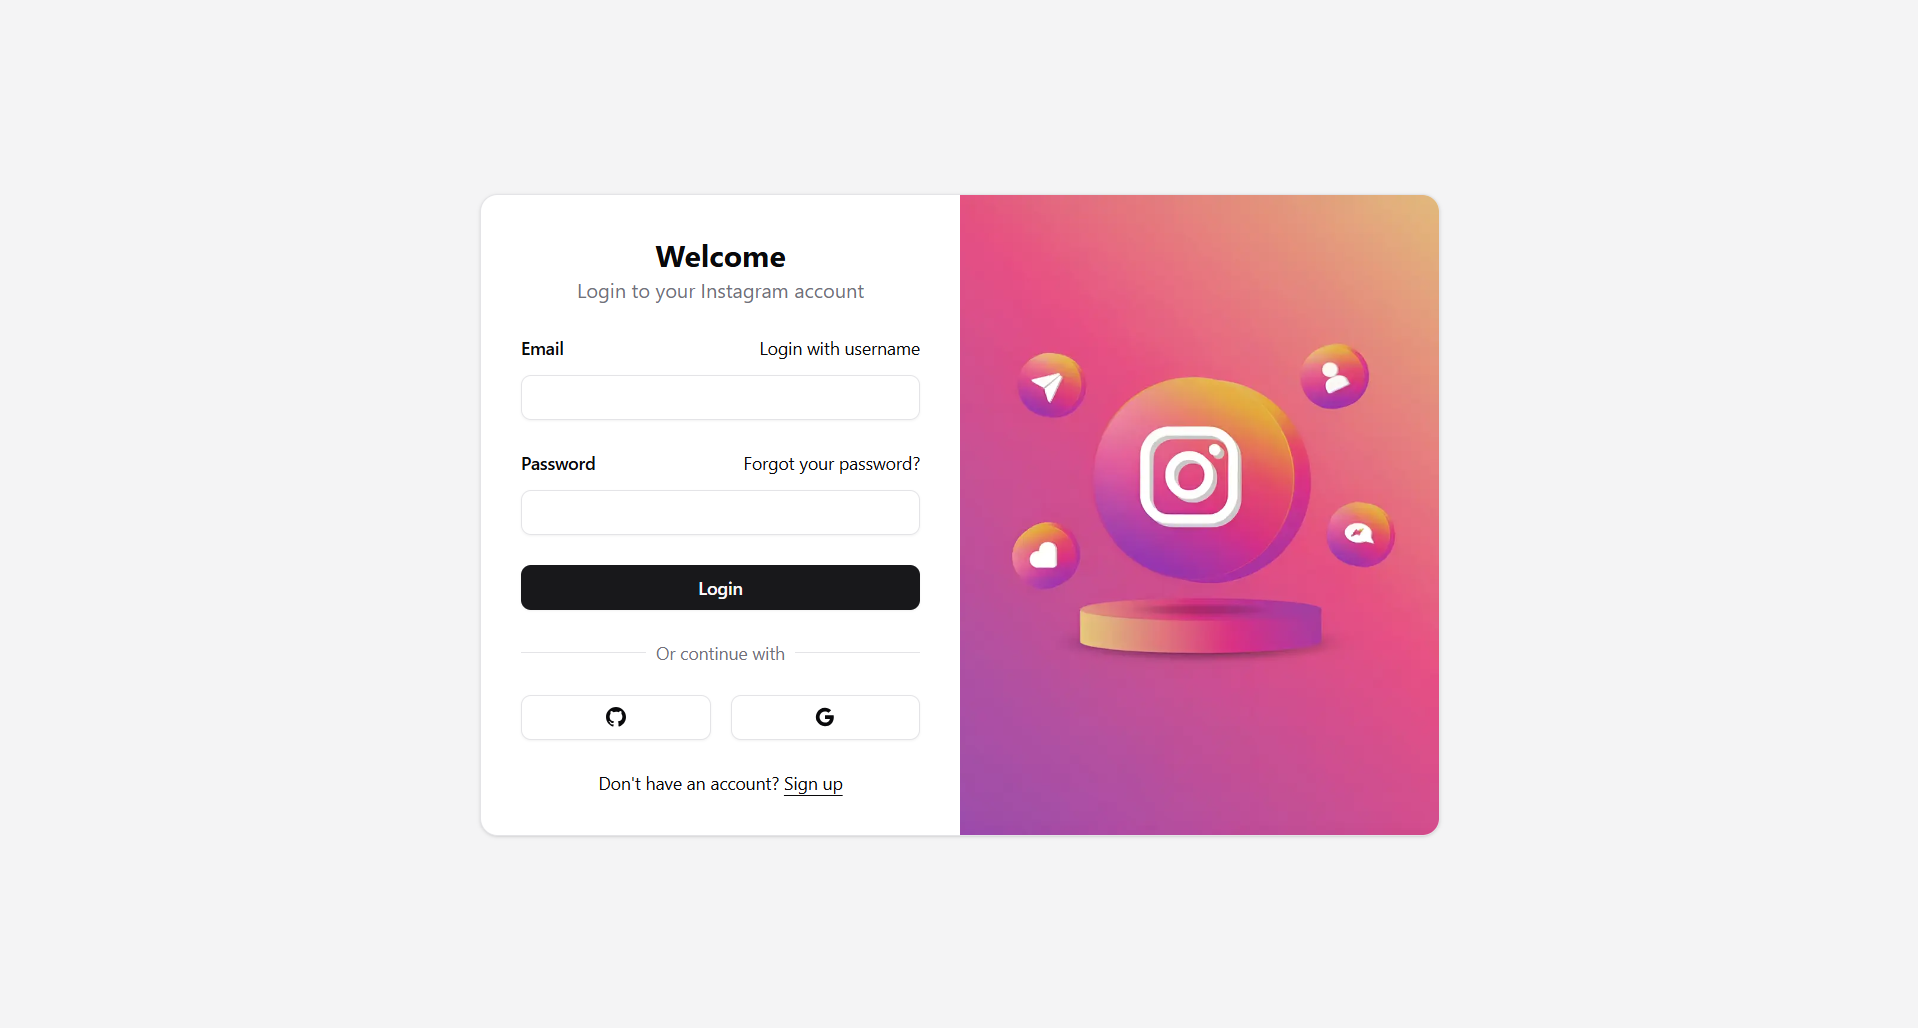 Welcome
Login to your Instagram account
Email
Login with username
Password
Forgot your password?
Login
Or continue with
Don't have an account? Sign up